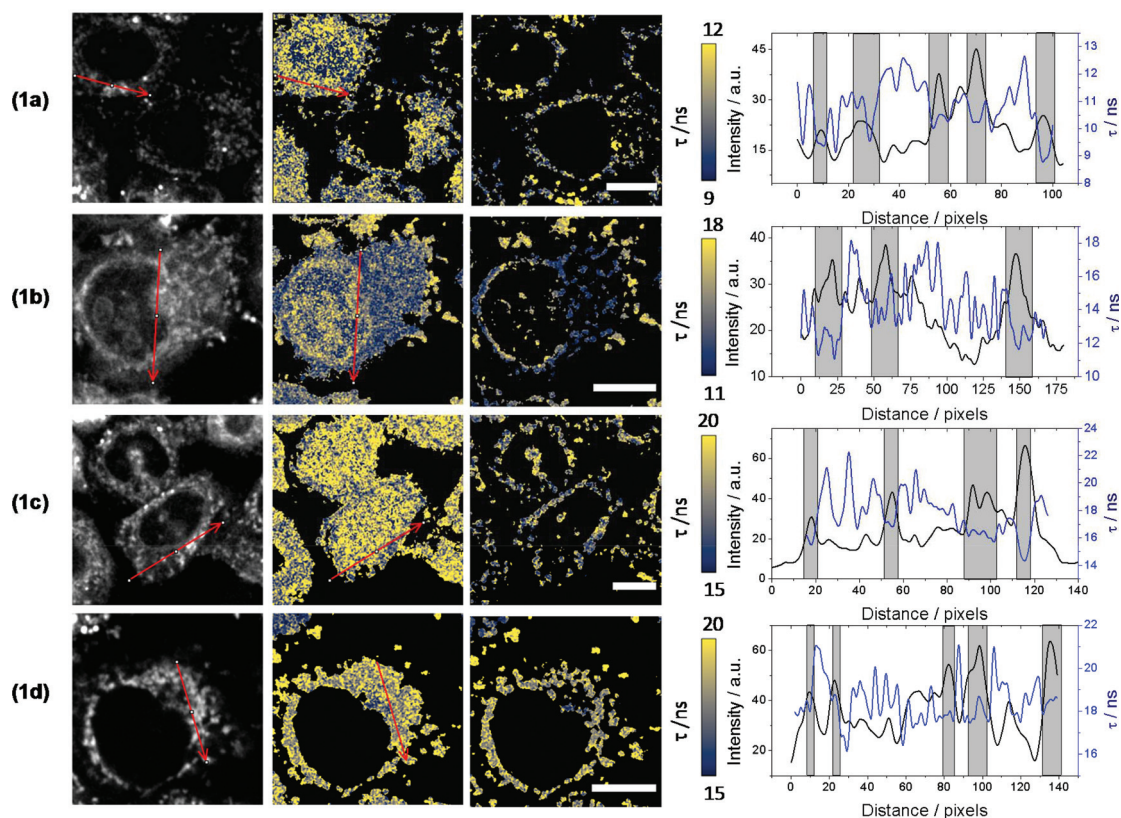 (1a)
12
τ / ns
9
45
30
15
Intensity / a.u.
13
12
11
10
9
8
τ / ns
0 20 40 60 80 100
Distance / pixels
(1b)
18
τ / ns
11
40
30
20
10
Intensity / a.u.
18
16
14
12
10
τ / ns
0 25 50 75 100 125 150 175
Distance / pixels
(1c)
20
τ / ns
15
60
40
20
0
Intensity / a.u.
24
22
20
18
16
14
τ / ns
0 20 40 60 80 100 120 140
Distance / pixels
(1d)
20
τ / ns
15
60
40
20
Intensity / a.u.
22
21
20
19
18
17
16
τ / ns
0 20 40 60 80 100 120 140
Distance / pixels